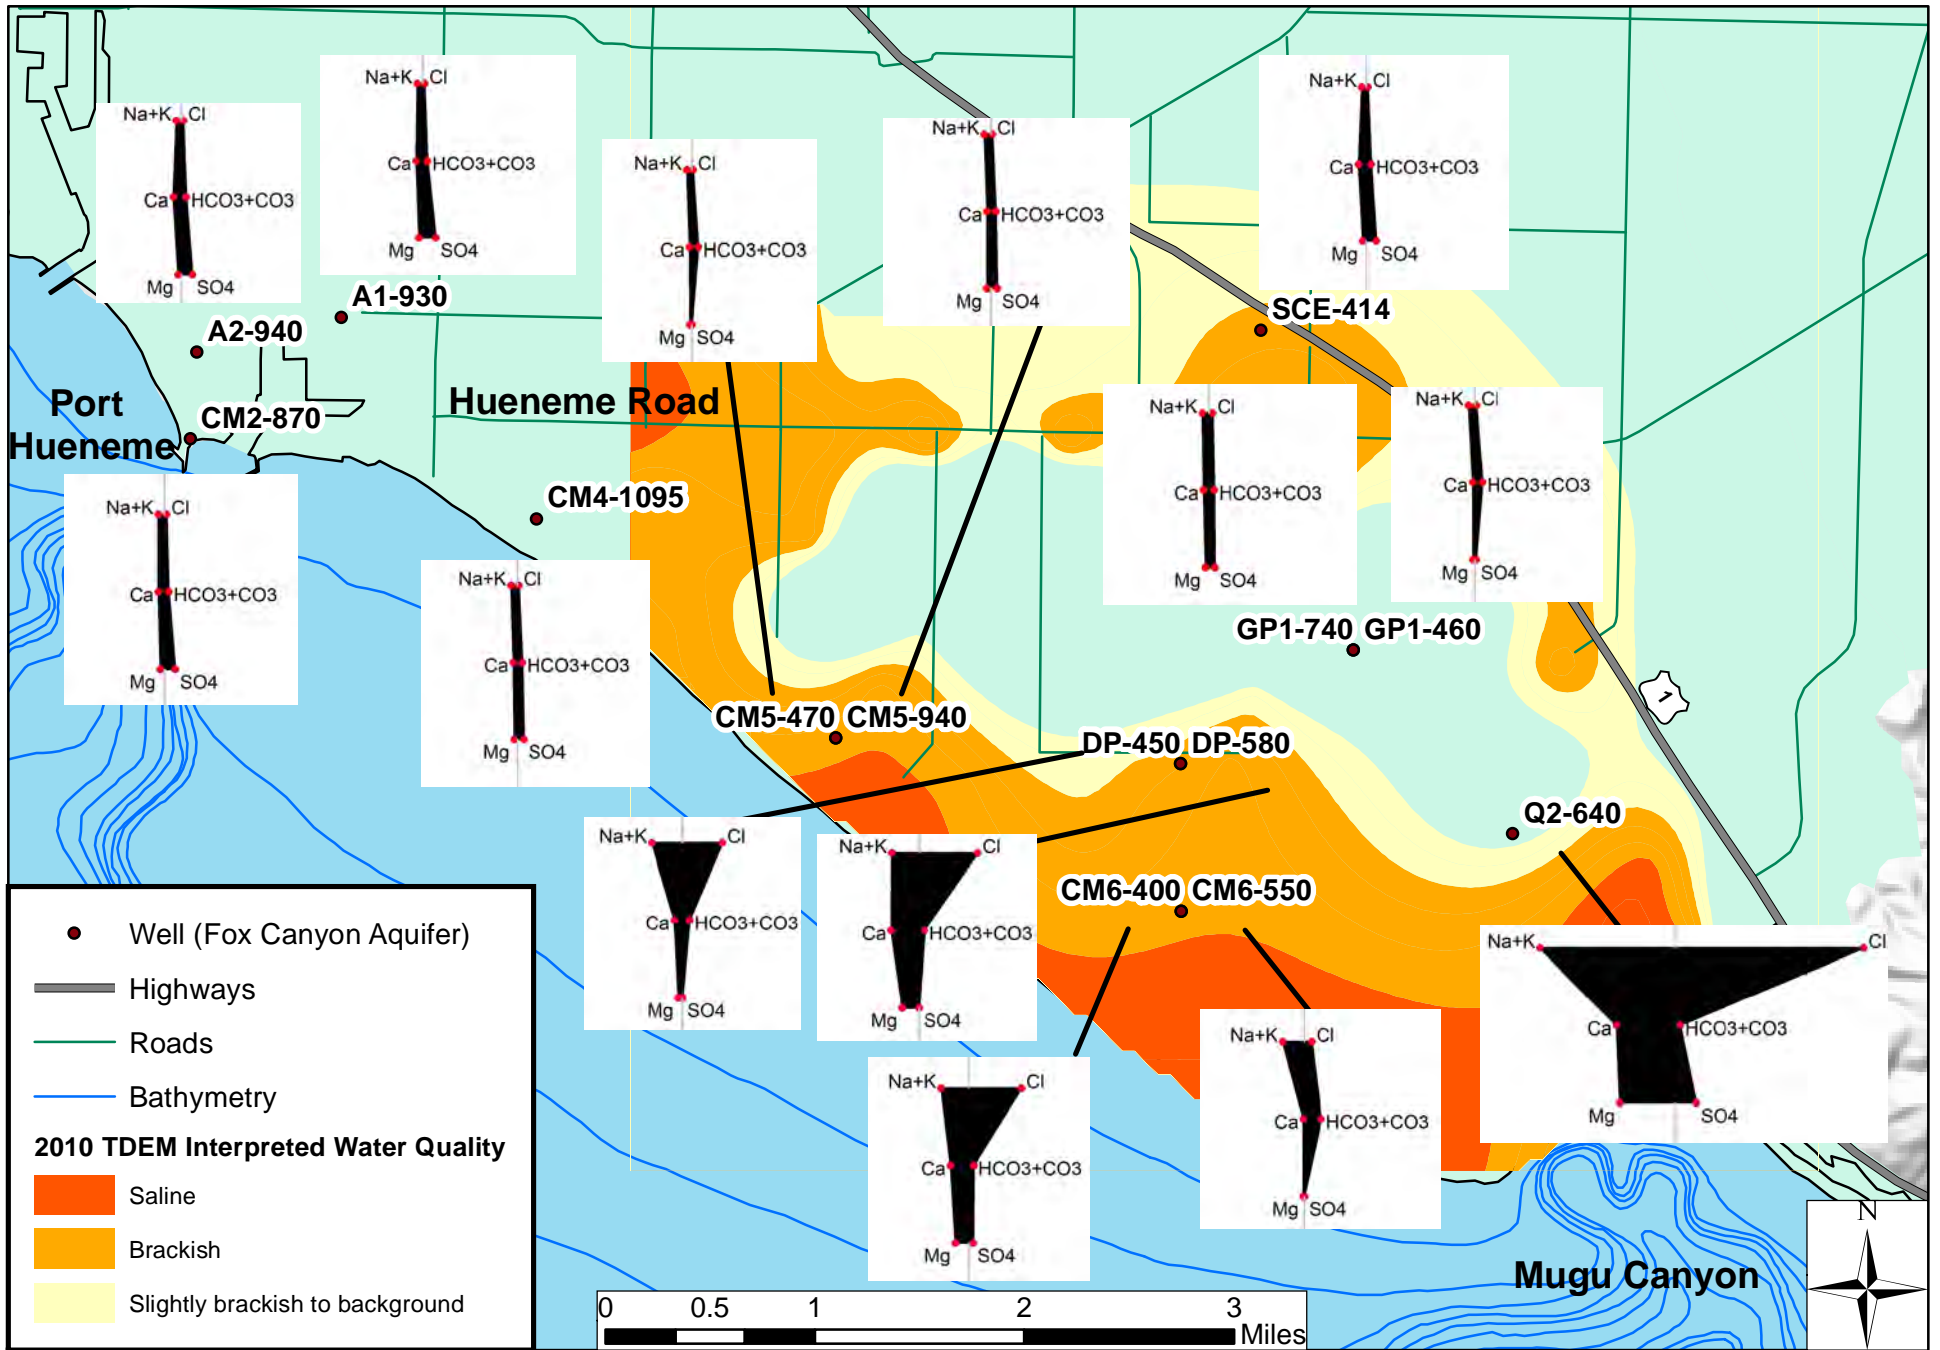 Na+K Cl
Ca HCO3+CO3
Mg SO4
Na+K Cl
Ca HCO3+CO3
Mg SO4
Na+K Cl
Ca HCO3+CO3
Mg SO4
Na+K Cl
Ca HCO3+CO3
Mg SO4
Na+K Cl
Ca HCO3+CO3
Mg SO4
A1-930
A2-940
SCE-414
Port
Hueneme
CM2-870
Hueneme Road
Na+K Cl
Ca HCO3+CO3
Mg SO4
Na+K Cl
Ca HCO3+CO3
Mg SO4
Na+K Cl
Ca HCO3+CO3
Mg SO4
CM4-1095
Na+K Cl
Ca HCO3+CO3
Mg SO4
GP1-740 GP1-460
1
CM5-470 CM5-940
DP-450 DP-580
Q2-640
Na+K Cl
Ca HCO3+CO3
Mg SO4
Na+K Cl
Ca HCO3+CO3
Mg SO4
CM6-400 CM6-550
Na+K Cl
Ca HCO3+CO3
Mg SO4
Na+K Cl
Ca HCO3+CO3
Mg SO4
Na+K Cl
Ca HCO3+CO3
Mg SO4
Well (Fox Canyon Aquifer)
Highways
Roads
Bathymetry
2010 TDEM Interpreted Water Quality
Saline
Brackish
Slightly brackish to background
Mugu Canyon
N
0 0.5 1 2 3
Miles